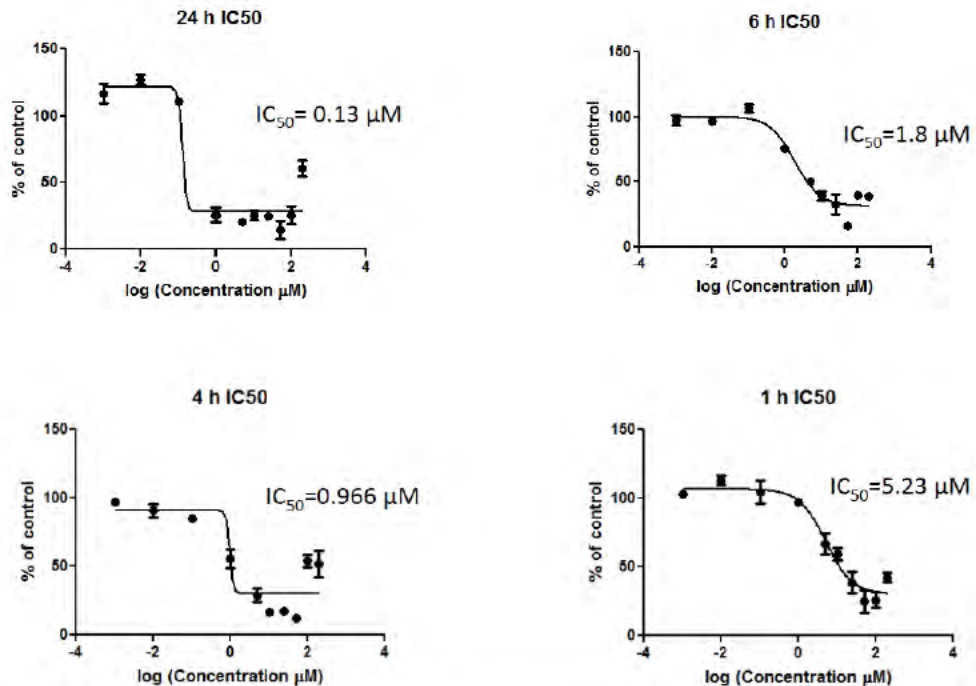 24 h IC50
150
100
50
0
% of control
IC₅₀= 0.13 µM
-4
-2
0
2
4
log (Concentration µM)
6 h IC50
150
100
50
0
% of control
IC₅₀=1.8 µM
-4
-2
0
2
4
log (Concentration µM)
4 h IC50
150
100
50
0
% of control
IC₅₀=0.966 µM
-4
-2
0
2
4
log (Concentration µM)
1 h IC50
150
100
50
0
% of control
IC₅₀=5.23 µM
-4
-2
0
2
4
log (Concentration µM)